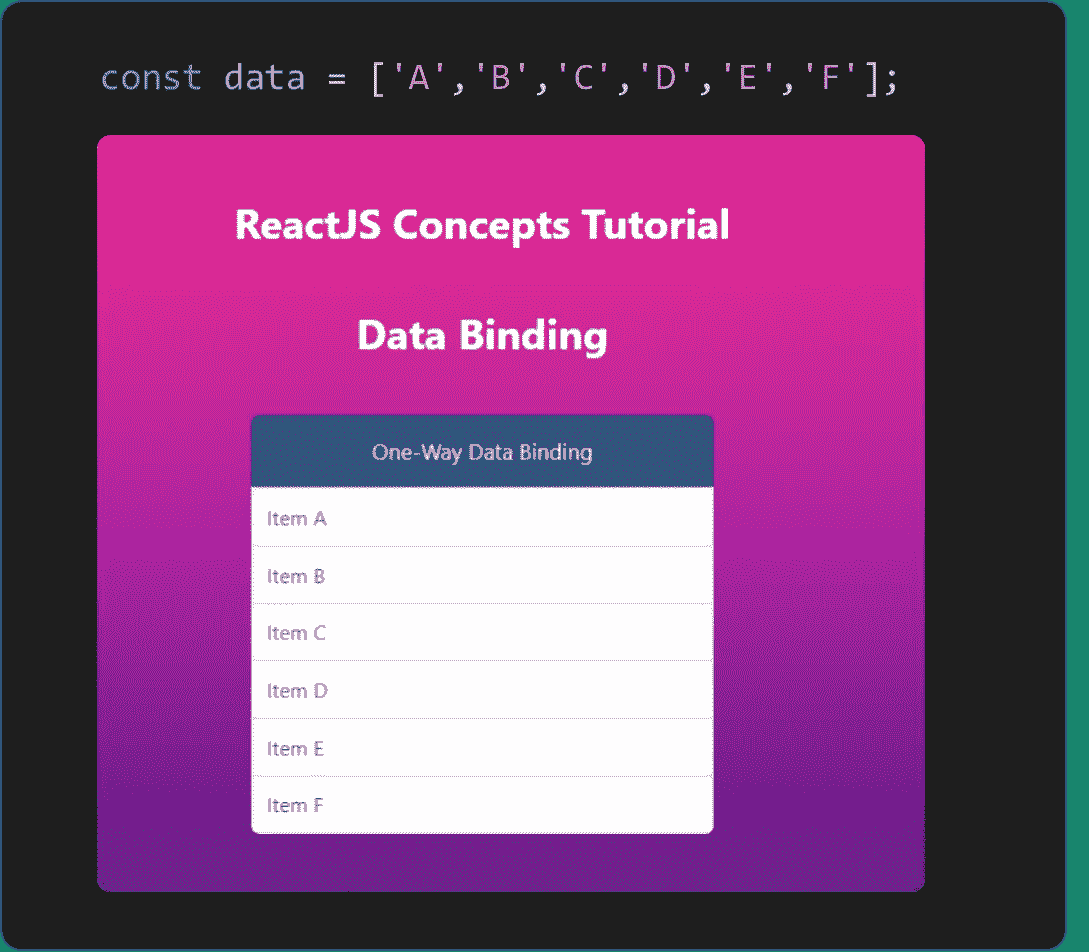 const data = ['A','B','C','D','E','F'];
ReactJS Concepts Tutorial
Data Binding
One-Way Data Binding
Item A
Item B
Item C
Item D
Item E
Item F